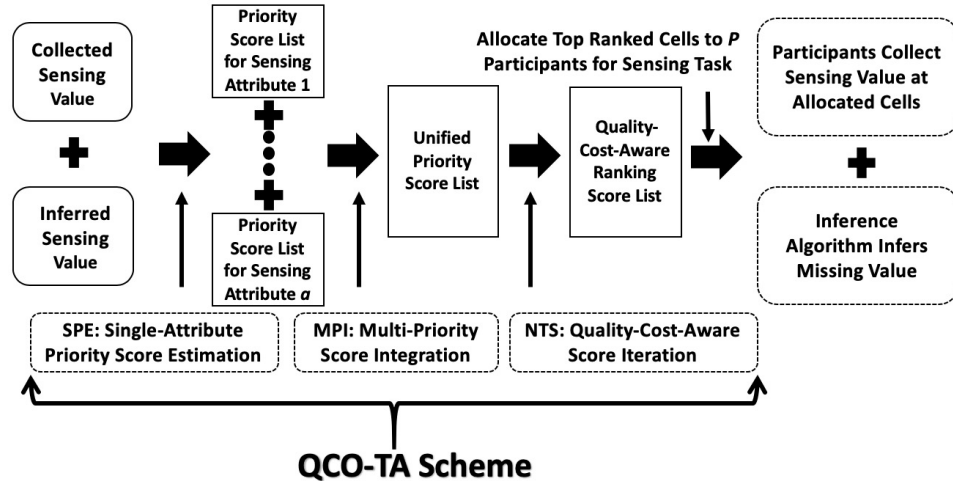 Collected
Sensing
Value
Inferred
Sensing
Value
Priority
Score List
for Sensing
Attribute 1
Priority
Score List
for Sensing
Attribute a
Unified
Priority
Score List
Allocate Top Ranked Cells to P
Participants for Sensing Task
Quality-
Cost-Aware
Ranking
Score List
Participants Collect
Sensing Value at
Allocated Cells
Inference
Algorithm Infers
Missing Value
SPE: Single-Attribute
Priority Score Estimation
MPI: Multi-Priority
Score Integration
NTS: Quality-Cost-Aware
Score Iteration
QCO-TA Scheme